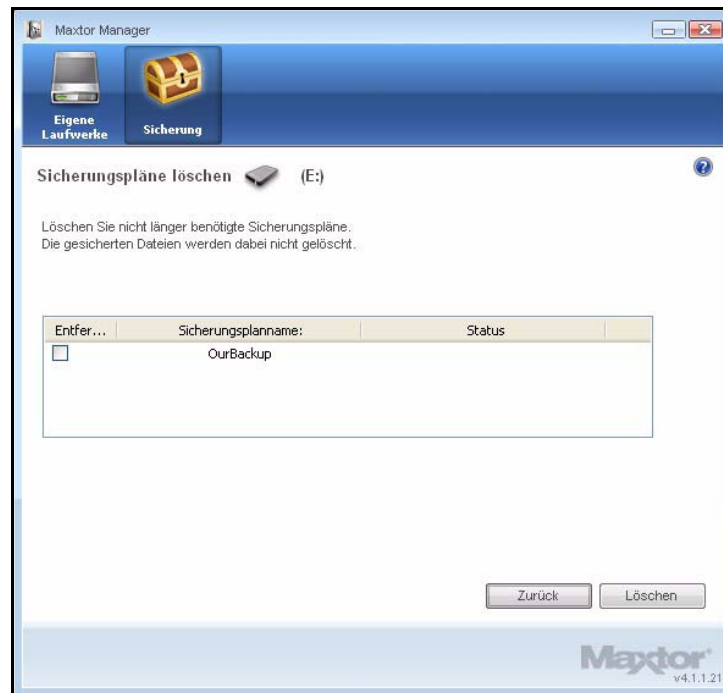 Maxtor Manager
Eigene
Laufwerke
Sicherung
Sicherungspläne löschen (E:)
Löschen Sie nicht länger benötigte Sicherungspläne.
Die gesicherten Dateien werden dabei nicht gelöscht.
Entfer... Sicherungsplanname: Status
OurBackup
Zurück Löschen
Maxtor
v4.1.1.21